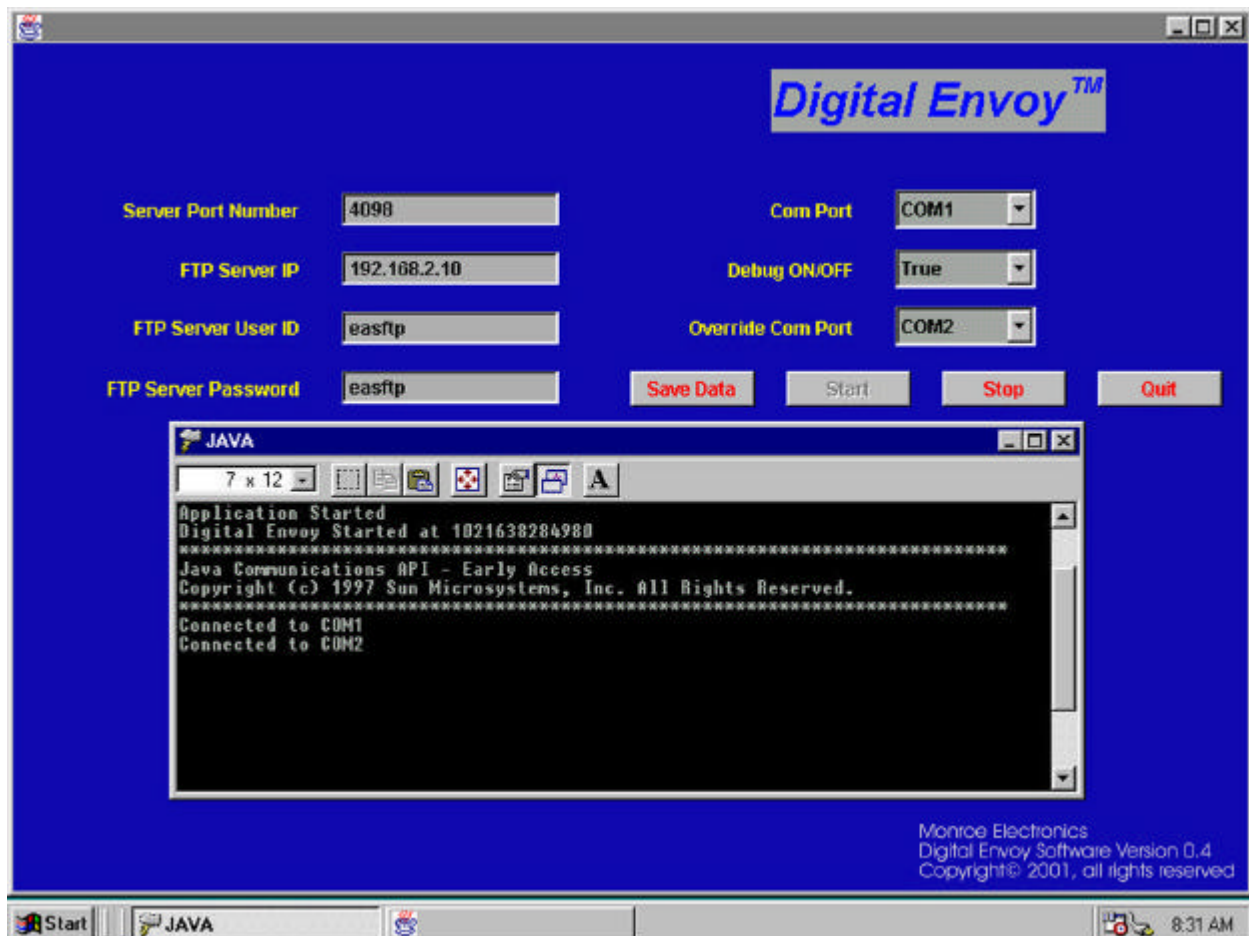 Digital Envoy™
Server Port Number 4098 Com Port COM1
FTP Server IP 192.168.2.10 Debug ON/OFF True
FTP Server User ID easftp Override Com Port COM2
FTP Server Password easftp Save Data Start Stop Quit
JAVA
7 x 12 A
Application Started
Digital Envoy Started at 1021638284980
********************************************************************************
Java Communications API - Early Access
Copyright (c) 1997 Sun Microsystems, Inc. All Rights Reserved.
********************************************************************************
Connected to COM1
Connected to COM2
Monroe Electronics
Digital Envoy Software Version 0.4
Copyright© 2001, all rights reserved
Start JAVA 8:31 AM